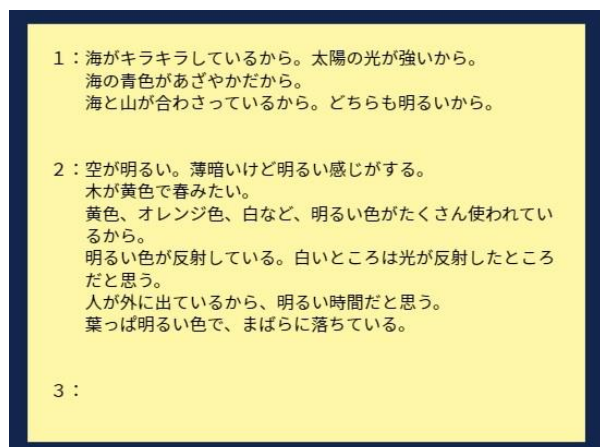 １：海がキラキラしているから。太陽の光が強いから。
海の青色があざやかだから。
海と山が合わさっているから。どちらも明るいから。
２：空が明るい。薄暗いけど明るい感じがする。
木が黄色で春みたい。
黄色、オレンジ色、白など、明るい色がたくさん使われてい
るから。
明るい色が反射している。白いところは光が反射したところ
だと思う。
人が外に出ているから、明るい時間だと思う。
葉っぱ明るい色で、まばらに落ちている。
３：